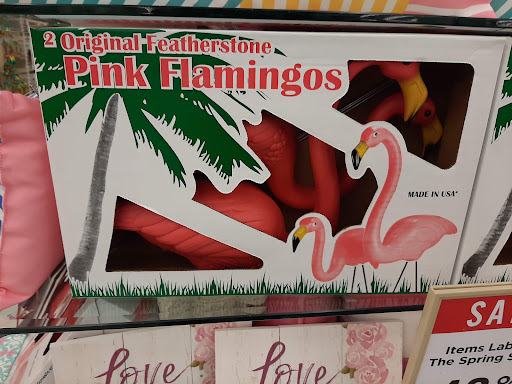 2 Original Featherstone
Pink Flamingos
MADE IN USA*
SA
Items Lab
The Spring S
love
love